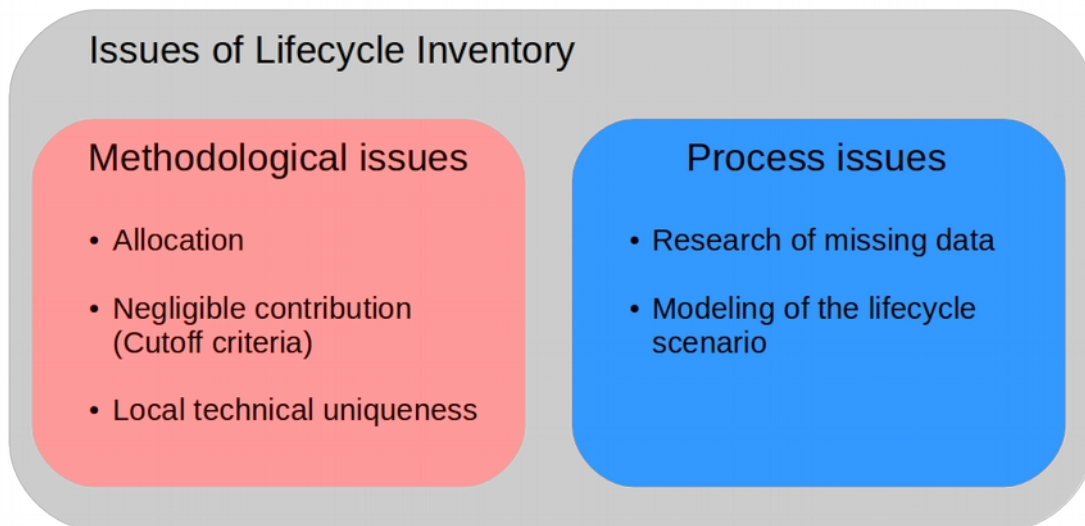 Issues of Lifecycle Inventory
Methodological issues
• Allocation
• Negligible contribution
(Cutoff criteria)
• Local technical uniqueness
Process issues
• Research of missing data
• Modeling of the lifecycle
scenario